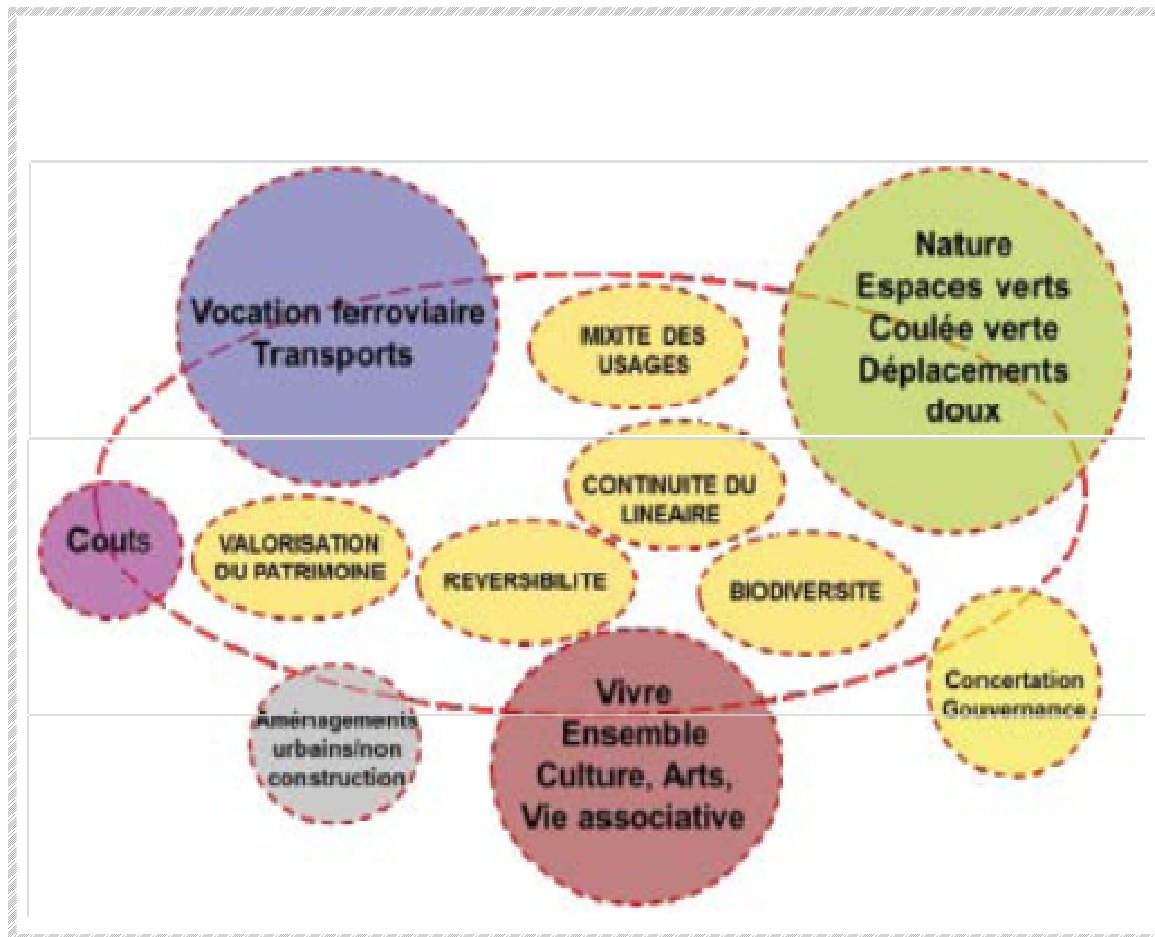 Vocation ferroviaire
Transports
Nature
Espaces verts
Coulée verte
Déplacements
doux
MIXITE DES
USAGES
CONTINUITE DU
LINEAIRE
Couts
VALORISATION
DU PATRIMOINE
REVERSIBILITE
BIODIVERSITE
Aménagements
urbains/non
construction
Vivre
Ensemble
Culture, Arts,
Vie associative
Concertation
Gouvernance